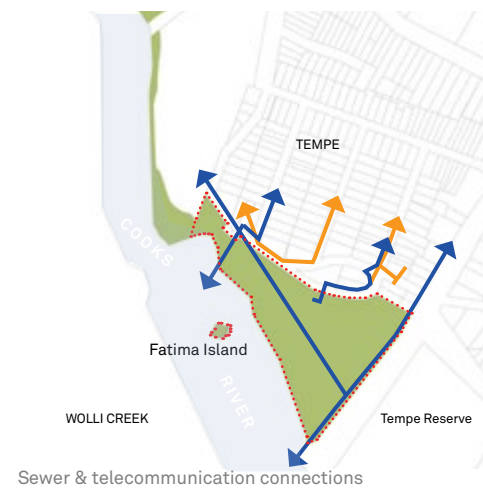 TEMPE
COOKS
Fatima Island
RIVER
WOLLI CREEK
Tempe Reserve
Sewer & telecommunication connections